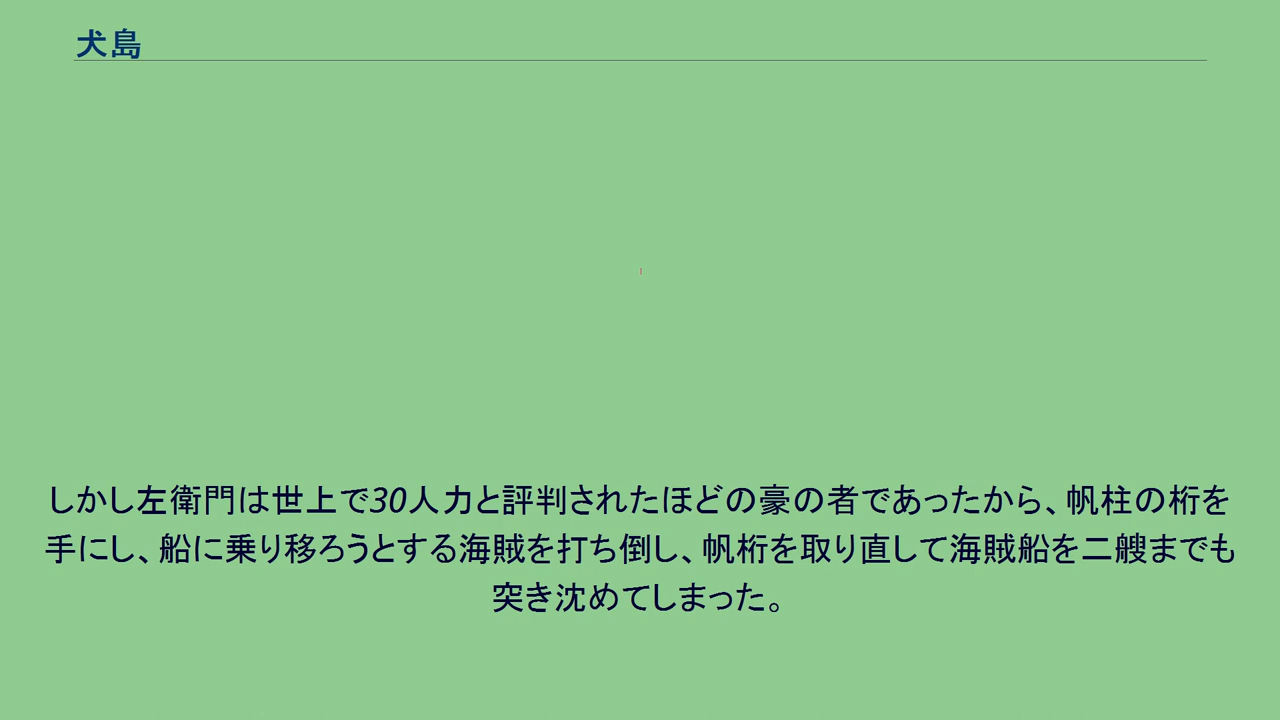 犬島
しかし左衛門は世上で30人力と評判されたほどの豪の者であったから、帆柱の桁を
手にし、船に乗り移ろうとする海賊を打ち倒し、帆桁を取り直して海賊船を二艘までも
突き沈めてしまった。